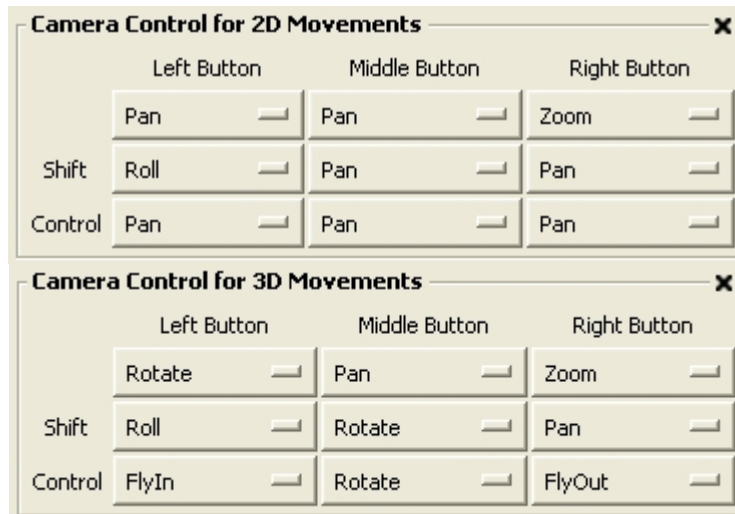 Camera Control for 2D Movements
Left Button Middle Button Right Button
Pan Pan Zoom
Shift Roll Pan Pan
Control Pan Pan Pan
Camera Control for 3D Movements
Left Button Middle Button Right Button
Rotate Pan Zoom
Shift Roll Rotate Pan
Control FlyIn Rotate FlyOut